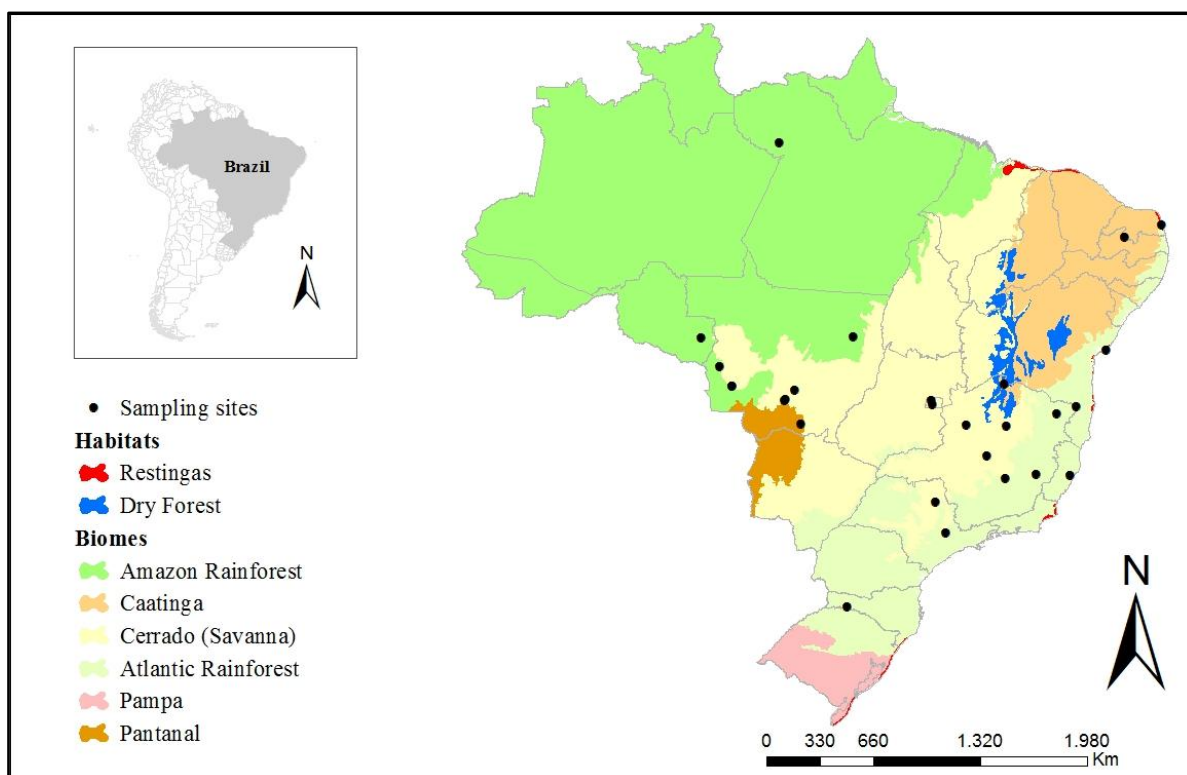 Brazil
N
Sampling sites
Habitats
Restingas
Dry Forest
Biomes
Amazon Rainforest
Caatinga
Cerrado (Savanna)
Atlantic Rainforest
Pampa
Pantanal
N
0 330 660 1.320 1.980
Km